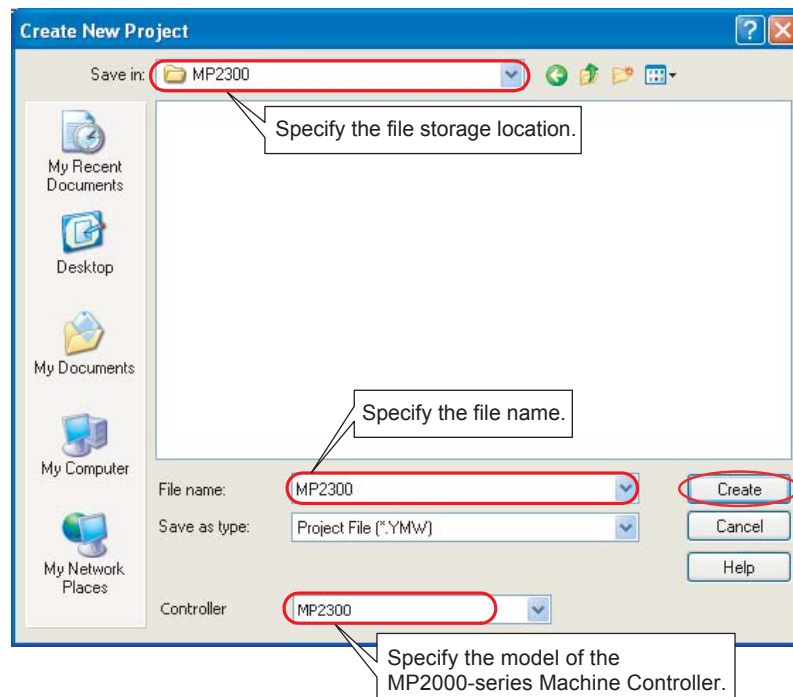 Create New Project
Save in: MP2300
Specify the file storage location.
My Recent
Documents
Desktop
My Documents
My Computer
My Network
Places
Specify the file name.
File name: MP2300 Create
Save as type: Project File (*.YMW) Cancel
Help
Controller MP2300
Specify the model of the
MP2000-series Machine Controller.